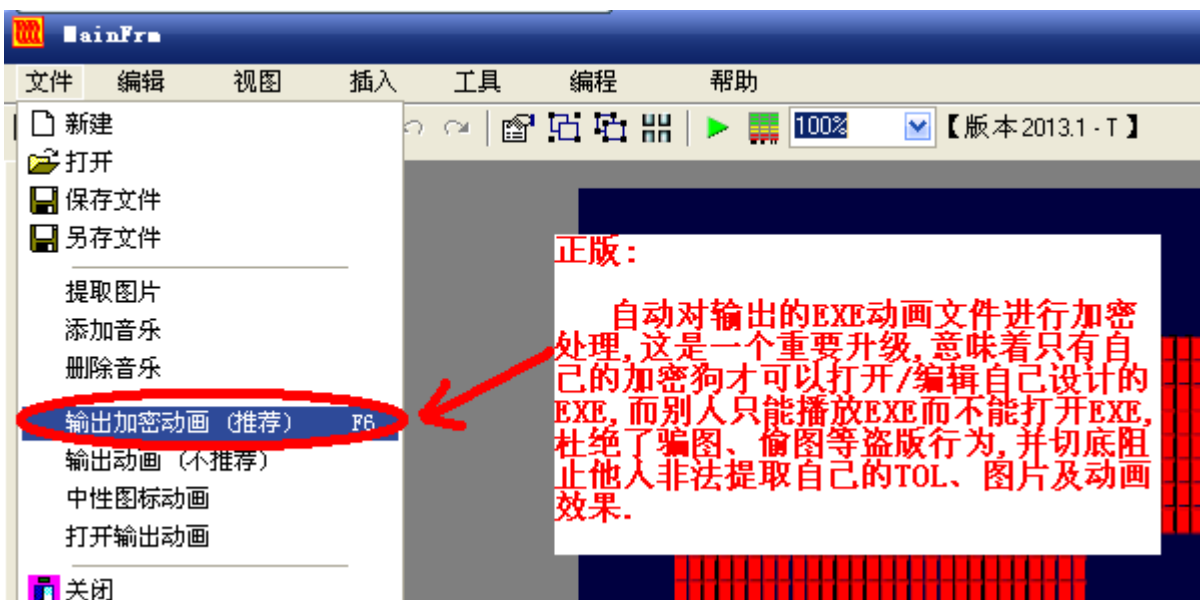 MainFrm
文件 编辑 视图 插入 工具 编程 帮助
100% 【版本2013.1 - T】
新建
打开
保存文件
另存文件
提取图片
添加音乐
删除音乐
输出加密动画（推荐） F6
输出动画（不推荐）
中性图标动画
打开输出动画
关闭
正版：
自动对输出的EXE动画文件进行加密
处理,这是一个重要升级,意味着只有自
己的加密狗才可以打开/编辑自己设计的
EXE,而别人只能播放EXE而不能打开EXE,
杜绝了骗图、偷图等盗版行为,并切底阻
止他人非法提取自己的TOL、图片及动画
效果.